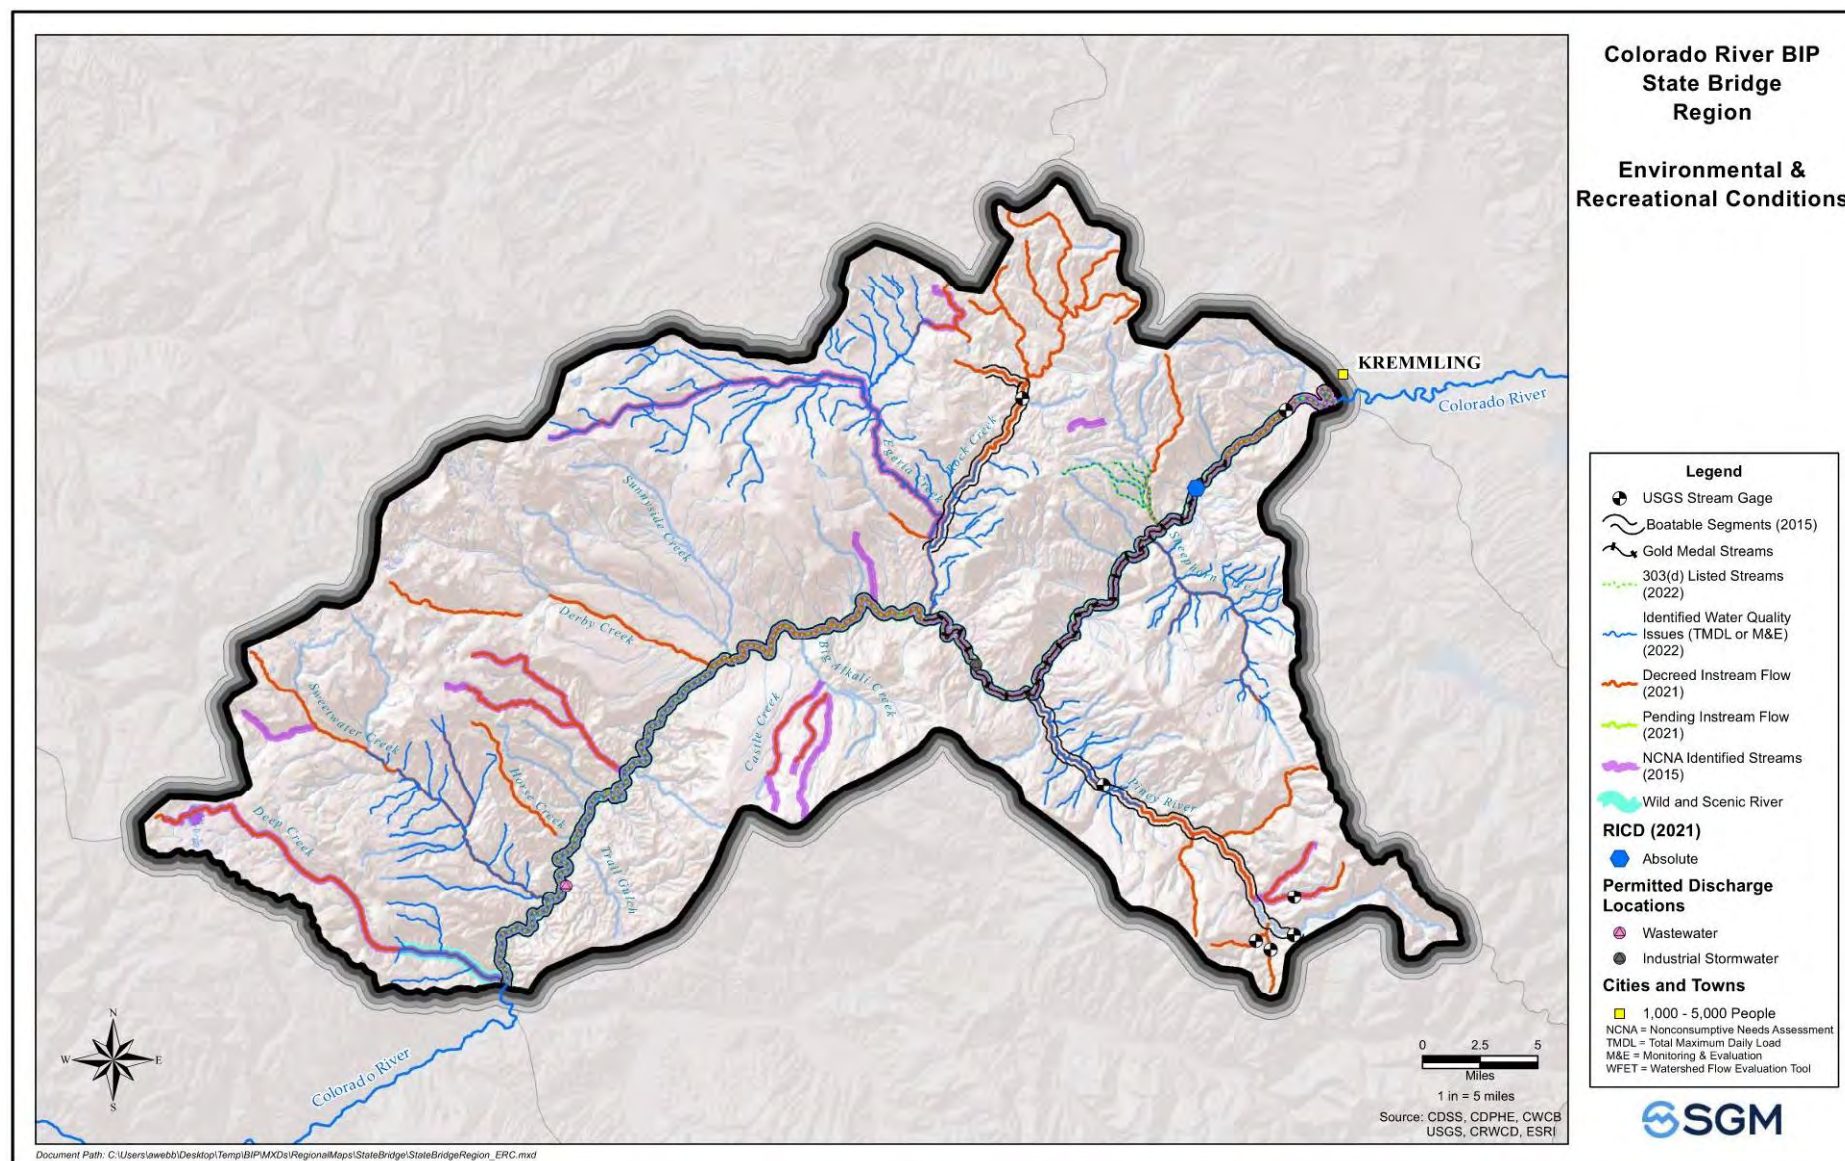 Colorado River BIP
State Bridge
Region
Environmental &
Recreational Conditions
KREMMLING
Colorado River
Rock Creek
Egeria Creek
Sunnyside Creek
Sheephorn
Derby Creek
Big Alkali Creek
Castle Creek
Sweetwater Creek
Horse Creek
Piney River
Deep Creek
Trail Gulch
Colorado River
N
W
E
S
0 2.5 5
Miles
1 in = 5 miles
Source: CDSS, CDPHE, CWCB
USGS, CRWCD, ESRI
Legend
USGS Stream Gage
Boatable Segments (2015)
Gold Medal Streams
303(d) Listed Streams
(2022)
Identified Water Quality
Issues (TMDL or M&E)
(2022)
Decreed Instream Flow
(2021)
Pending Instream Flow
(2021)
NCNA Identified Streams
(2015)
Wild and Scenic River
RICD (2021)
Absolute
Permitted Discharge
Locations
Wastewater
Industrial Stormwater
Cities and Towns
1,000 - 5,000 People
NCNA = Nonconsumptive Needs Assessment
TMDL = Total Maximum Daily Load
M&E = Monitoring & Evaluation
WFET = Watershed Flow Evaluation Tool
SGM
Document Path: C:\Users\awebb\Desktop\Temp\BIP\MXDs\RegionalMaps\StateBridge\StateBridgeRegion_ERC.mxd